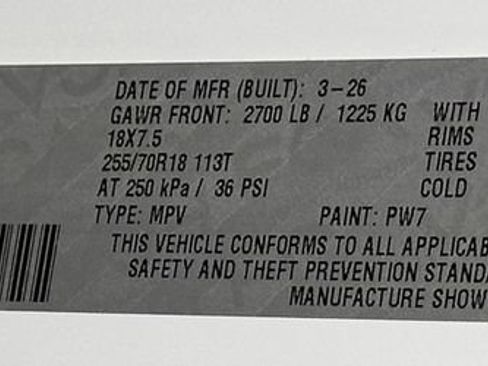 DATE OF MFR (BUILT): 3-26
GAWR FRONT: 2700 LB / 1225 KG WITH
18X7.5 RIMS
255/70R18 113T TIRES
AT 250 kPa / 36 PSI COLD
TYPE: MPV PAINT: PW7
THIS VEHICLE CONFORMS TO ALL APPLICAB
SAFETY AND THEFT PREVENTION STANDA
MANUFACTURE SHOW